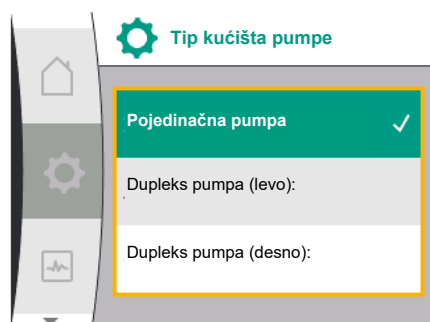 Tip kućišta pumpe
Pojedinačna pumpa
Dupleks pumpa (levo):
Dupleks pumpa (desno):